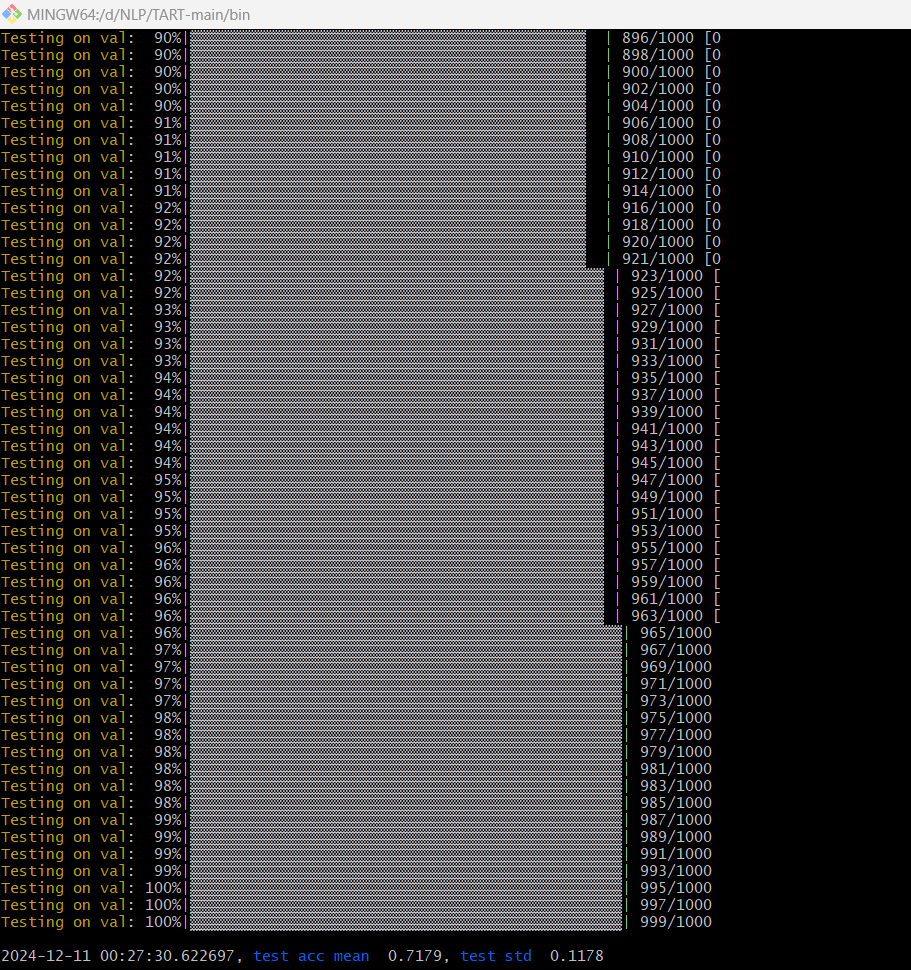 MINGW64:/d/NLP/TART-main/bin
Testing on val: 90%| | 896/1000 [0
Testing on val: 90%| | 898/1000 [0
Testing on val: 90%| | 900/1000 [0
Testing on val: 90%| | 902/1000 [0
Testing on val: 90%| | 904/1000 [0
Testing on val: 91%| | 906/1000 [0
Testing on val: 91%| | 908/1000 [0
Testing on val: 91%| | 910/1000 [0
Testing on val: 91%| | 912/1000 [0
Testing on val: 91%| | 914/1000 [0
Testing on val: 92%| | 916/1000 [0
Testing on val: 92%| | 918/1000 [0
Testing on val: 92%| | 920/1000 [0
Testing on val: 92%| | 921/1000 [0
Testing on val: 92%| | 923/1000 [
Testing on val: 92%| | 925/1000 [
Testing on val: 93%| | 927/1000 [
Testing on val: 93%| | 929/1000 [
Testing on val: 93%| | 931/1000 [
Testing on val: 93%| | 933/1000 [
Testing on val: 94%| | 935/1000 [
Testing on val: 94%| | 937/1000 [
Testing on val: 94%| | 939/1000 [
Testing on val: 94%| | 941/1000 [
Testing on val: 94%| | 943/1000 [
Testing on val: 94%| | 945/1000 [
Testing on val: 95%| | 947/1000 [
Testing on val: 95%| | 949/1000 [
Testing on val: 95%| | 951/1000 [
Testing on val: 95%| | 953/1000 [
Testing on val: 96%| | 955/1000 [
Testing on val: 96%| | 957/1000 [
Testing on val: 96%| | 959/1000 [
Testing on val: 96%| | 961/1000 [
Testing on val: 96%| | 963/1000 [
Testing on val: 96%| | 965/1000
Testing on val: 97%| | 967/1000
Testing on val: 97%| | 969/1000
Testing on val: 97%| | 971/1000
Testing on val: 97%| | 973/1000
Testing on val: 98%| | 975/1000
Testing on val: 98%| | 977/1000
Testing on val: 98%| | 979/1000
Testing on val: 98%| | 981/1000
Testing on val: 98%| | 983/1000
Testing on val: 98%| | 985/1000
Testing on val: 99%| | 987/1000
Testing on val: 99%| | 989/1000
Testing on val: 99%| | 991/1000
Testing on val: 99%| | 993/1000
Testing on val: 100%| | 995/1000
Testing on val: 100%| | 997/1000
Testing on val: 100%| | 999/1000
2024-12-11 00:27:30.622697, test acc mean 0.7179, test std 0.1178